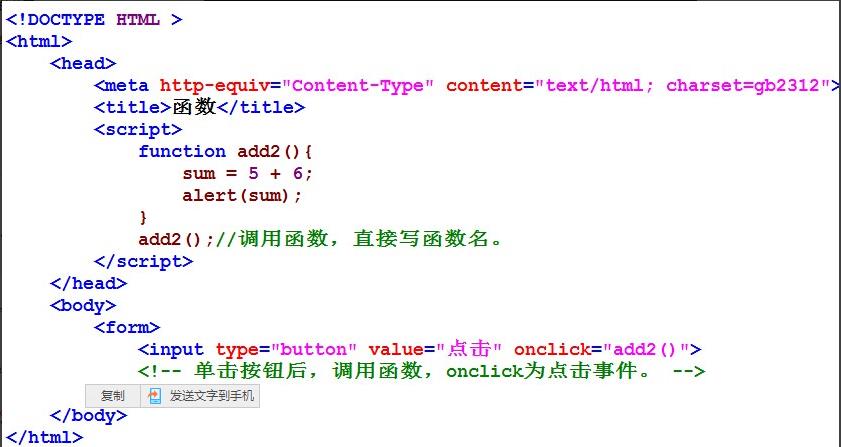 <!DOCTYPE HTML >
<html>
<head>
<meta http-equiv="Content-Type" content="text/html; charset=gb2312">
<title>函数</title>
<script>
function add2(){
sum = 5 + 6;
alert(sum);
}
add2();//调用函数，直接写函数名。
</script>
</head>
<body>
<form>
<input type="button" value="点击" onclick="add2()">
<!-- 单击按钮后，调用函数，onclick为点击事件。 -->
复制 发送文字到手机
</body>
</html>